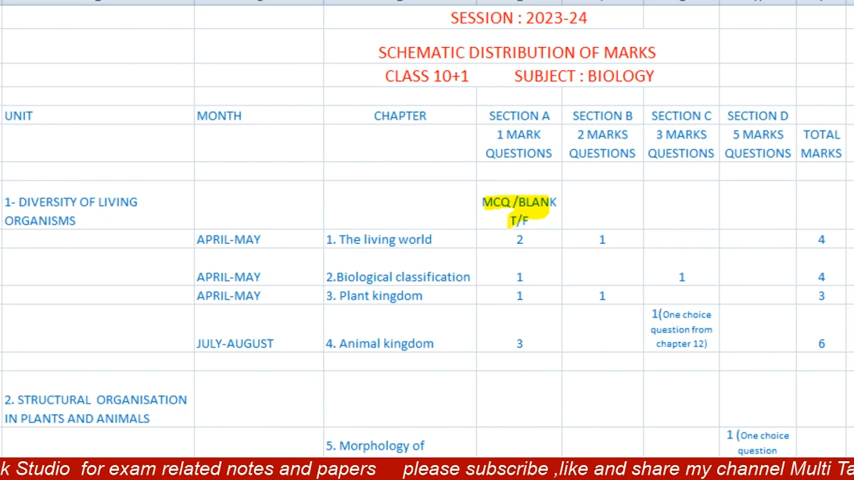 SESSION : 2023-24
SCHEMATIC DISTRIBUTION OF MARKS
CLASS 10+1 SUBJECT : BIOLOGY
UNIT MONTH CHAPTER SECTION A SECTION B SECTION C SECTION D
1 MARK 2 MARKS 3 MARKS 5 MARKS TOTAL
QUESTIONS QUESTIONS QUESTIONS QUESTIONS MARKS
1- DIVERSITY OF LIVING MCQ /BLANK
ORGANISMS T/F
APRIL-MAY 1. The living world 2 1 4
APRIL-MAY 2.Biological classification 1 1 4
APRIL-MAY 3. Plant kingdom 1 1 3
1(One choice
question from
JULY-AUGUST 4. Animal kingdom 3 chapter 12) 6
2. STRUCTURAL ORGANISATION
IN PLANTS AND ANIMALS
1 (One choice
5. Morphology of question
k Studio for exam related notes and papers please subscribe ,like and share my channel Multi Ta